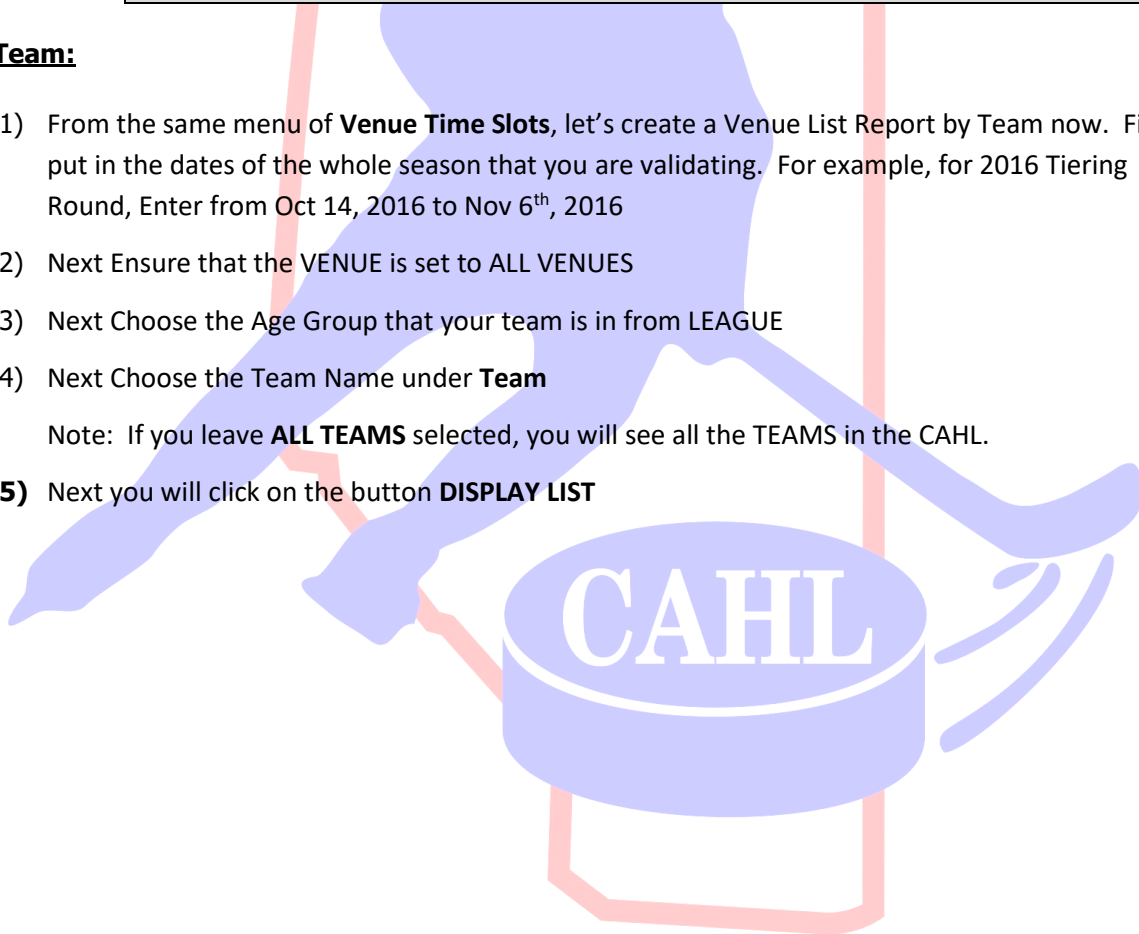 Team:
1) From the same menu of Venue Time Slots, let’s create a Venue List Report by Team now.
put in the dates of the whole season that you are validating. For example, for 2016 Tiering
Round, Enter from Oct 14, 2016 to Nov 6th, 2016
2) Next Ensure that the VENUE is set to ALL VENUES
3) Next Choose the Age Group that your team is in from LEAGUE
4) Next Choose the Team Name under Team
Note: If you leave ALL TEAMS selected, you will see all the TEAMS in the CAHL.
5) Next you will click on the button DISPLAY LIST
CAHL